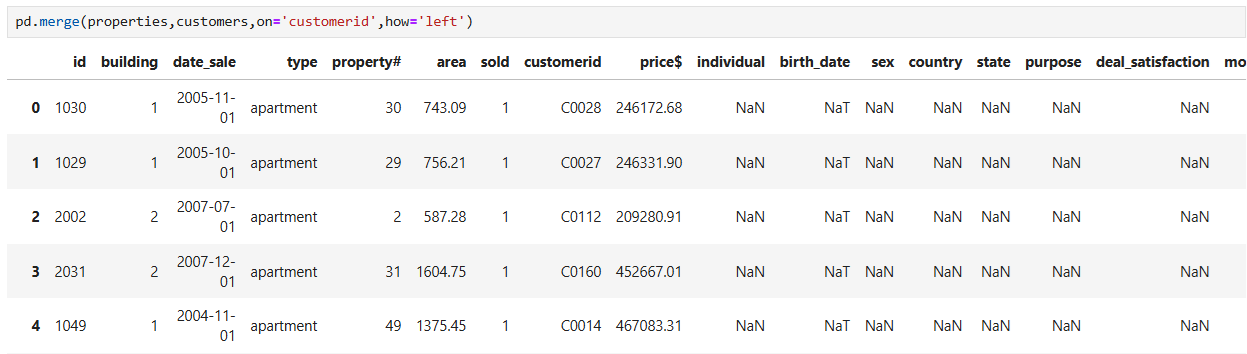 pd.merge(properties,customers,on='customerid',how='left')
id building date_sale type property# area sold customerid price$ individual birth_date sex country state purpose deal_satisfaction mo
0 1030 1 2005-11-01 apartment 30 743.09 1 C0028 246172.68 NaN NaT NaN NaN NaN NaN NaN
1 1029 1 2005-10-01 apartment 29 756.21 1 C0027 246331.90 NaN NaT NaN NaN NaN NaN NaN
2 2002 2 2007-07-01 apartment 2 587.28 1 C0112 209280.91 NaN NaT NaN NaN NaN NaN NaN
3 2031 2 2007-12-01 apartment 31 1604.75 1 C0160 452667.01 NaN NaT NaN NaN NaN NaN NaN
4 1049 1 2004-11-01 apartment 49 1375.45 1 C0014 467083.31 NaN NaT NaN NaN NaN NaN NaN